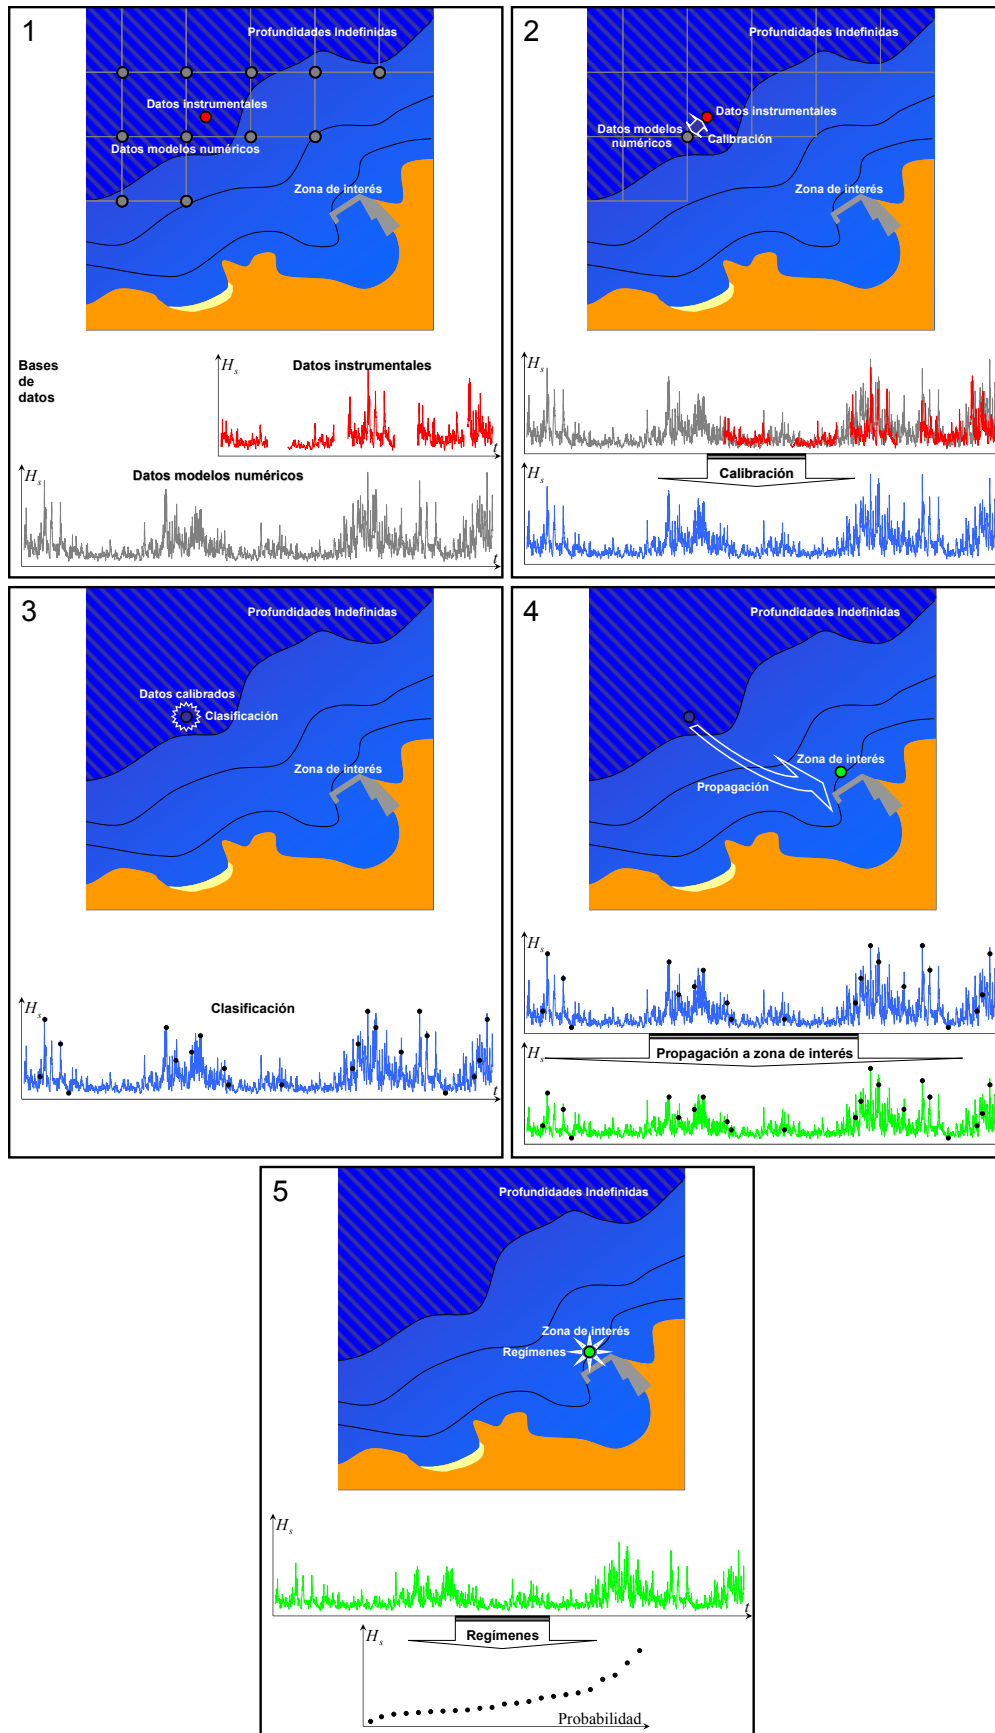 1
Profundidades Indefinidas
Datos instrumentales
Datos modelos numéricos
Zona de interés
Bases
de
datos
Hs
Datos instrumentales
t
Hs
Datos modelos numéricos
t
2
Profundidades Indefinidas
Datos instrumentales
Datos modelos
numéricos
Calibración
Zona de interés
Hs
Calibración
Hs
3
Profundidades Indefinidas
Datos calibrados
Clasificación
Zona de interés
Hs
Clasificación
t
4
Profundidades Indefinidas
Zona de interés
Propagación
Hs
Propagación a zona de interés
Hs
5
Profundidades Indefinidas
Zona de interés
Regímenes
Hs
t
Regímenes
Hs
Probabilidad